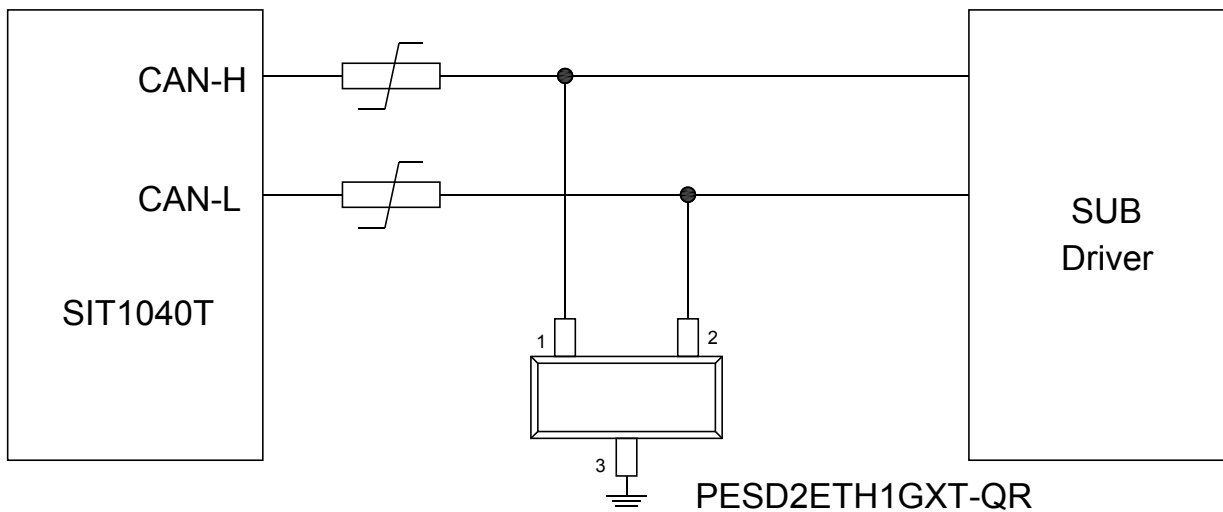 CAN-H
CAN-L
SIT1040T
SUB
Driver
1
2
3
PESD2ETH1GXT-QR